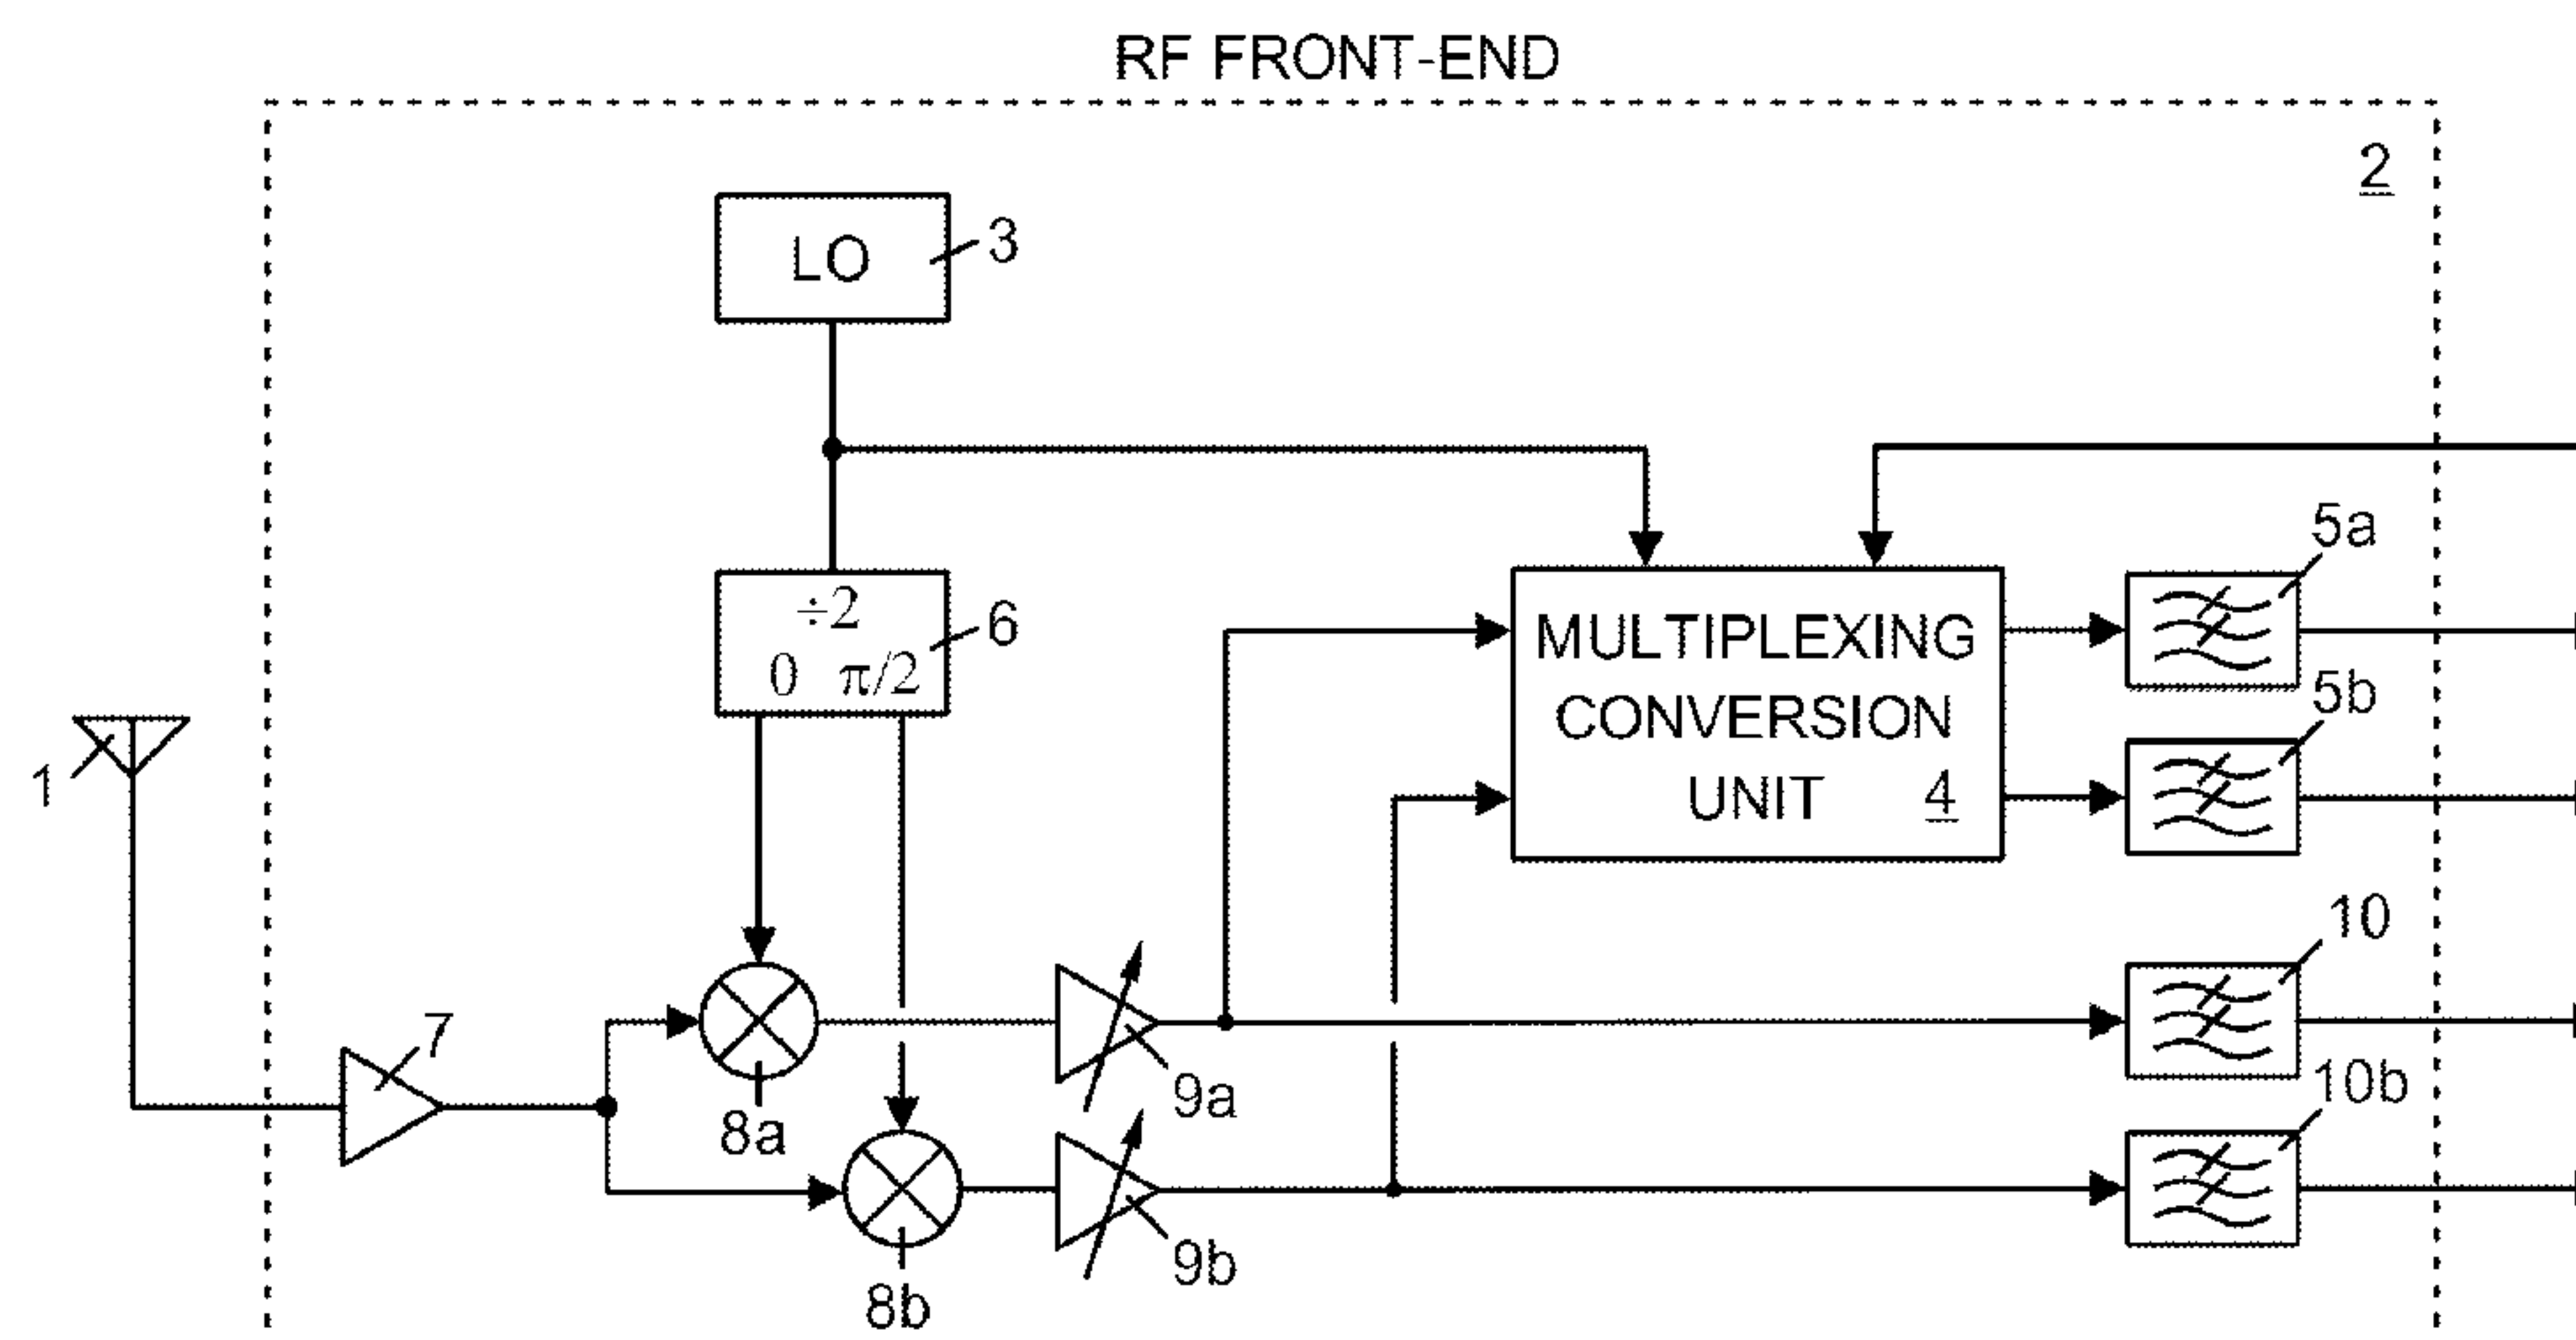 RF FRONT-END
2
LO
3
÷2
0 π/2
6
MULTIPLEXING
CONVERSION
UNIT 4
5a
5b
1
7
8a
8b
9a
9b
10
10b